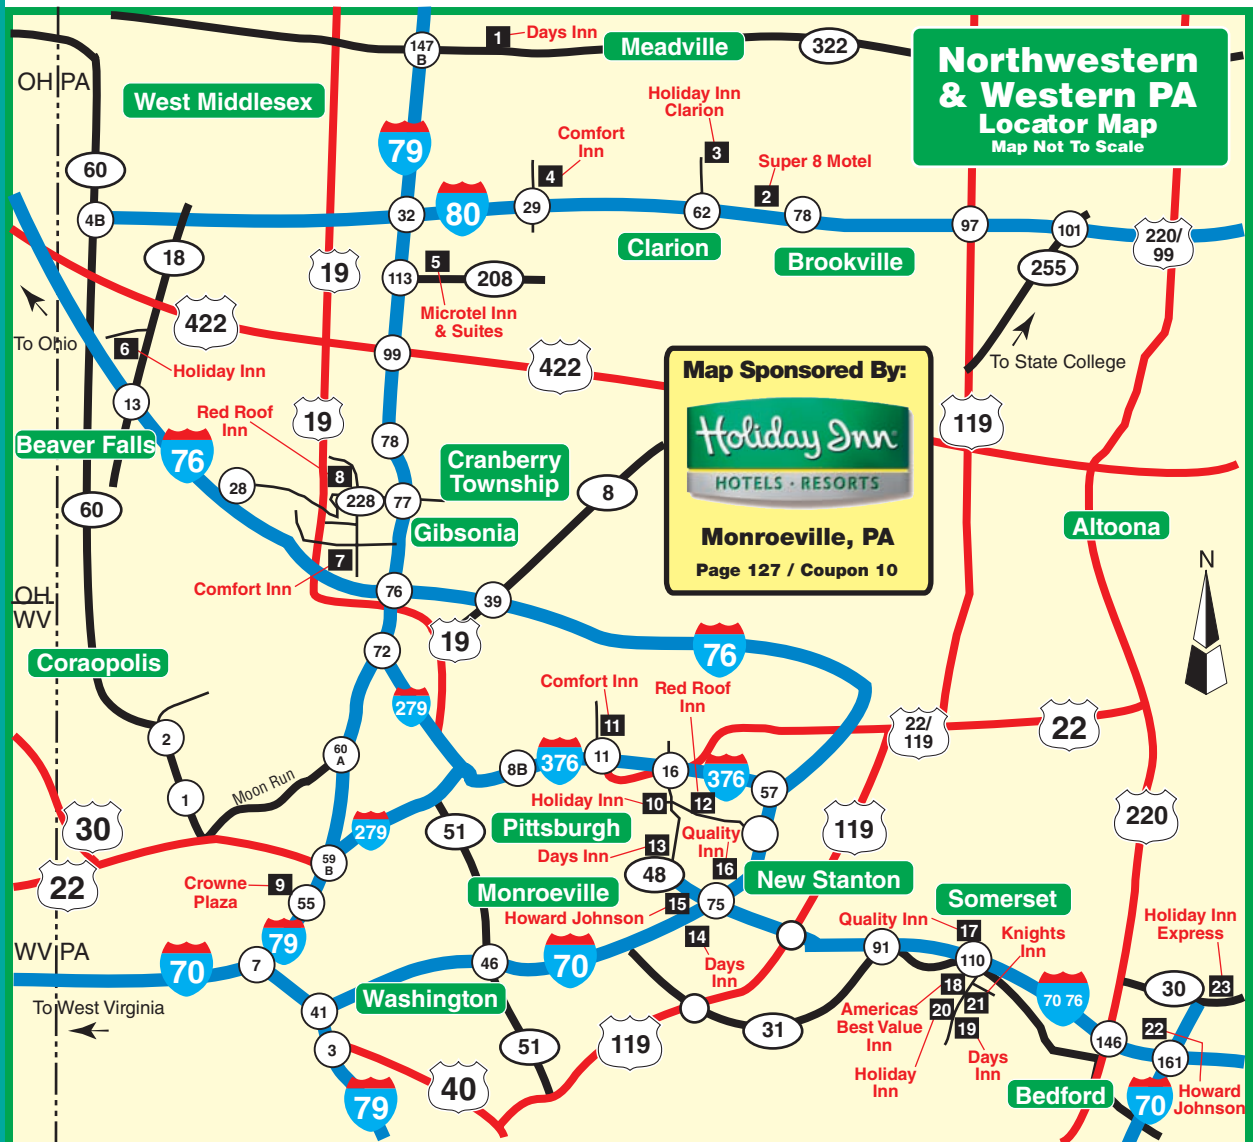 147
B
1
Days Inn
Meadville
322
Northwestern
& Western PA
Locator Map
Map Not To Scale
OH
PA
West Middlesex
79
Holiday Inn
Clarion
3
Comfort
Inn
4
Super 8 Motel
2
60
4B
32
80
29
62
78
97
101
220/
99
Clarion
Brookville
18
19
113
5
208
255
Microtel Inn
& Suites
422
To Ohio
6
Holiday Inn
99
422
To State College
Map Sponsored By:
Holiday Inn
HOTELS · RESORTS
Monroeville, PA
Page 127 / Coupon 10
13
Red Roof
Inn
19
119
Beaver Falls
76
78
Cranberry
Township
8
28
228
77
8
60
Gibsonia
Altoona
7
Comfort Inn
76
39
N
OH
WV
19
72
76
Coraopolis
279
Comfort Inn
11
Red Roof
Inn
22/
119
22
2
60
A
8B
376
11
16
376
57
1
Moon Run
Holiday Inn
10
12
30
279
51
Pittsburgh
Quality
Inn
119
220
Days Inn
13
16
22
59
B
48
New Stanton
Crowne
Plaza
9
55
Monroeville
Howard Johnson
15
75
Somerset
Quality Inn
17
Knights
Inn
Holiday Inn
Express
79
WV
PA
70
7
46
70
14
Days
Inn
91
110
18
21
20
19
Americas
Best Value
Inn
Days
Inn
Holiday
Inn
70 76
30
23
To West Virginia
41
Washington
3
51
119
31
146
22
161
40
79
Bedford
70
Howard
Johnson